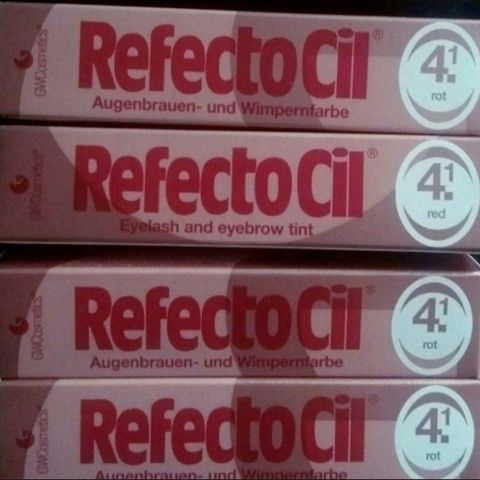 GWCosmetics®
RefectoCil®
Augenbrauen- und Wimpernfarbe
4.1
rot
GWCosmetics®
RefectoCil®
Eyelash and eyebrow tint
4.1
red
GWCosmetics®
RefectoCil®
Augenbrauen- und Wimpernfarbe
4.1
rot
GWCosmetics®
RefectoCil®
Augenbrauen- und Wimpernfarbe
4.1
rot